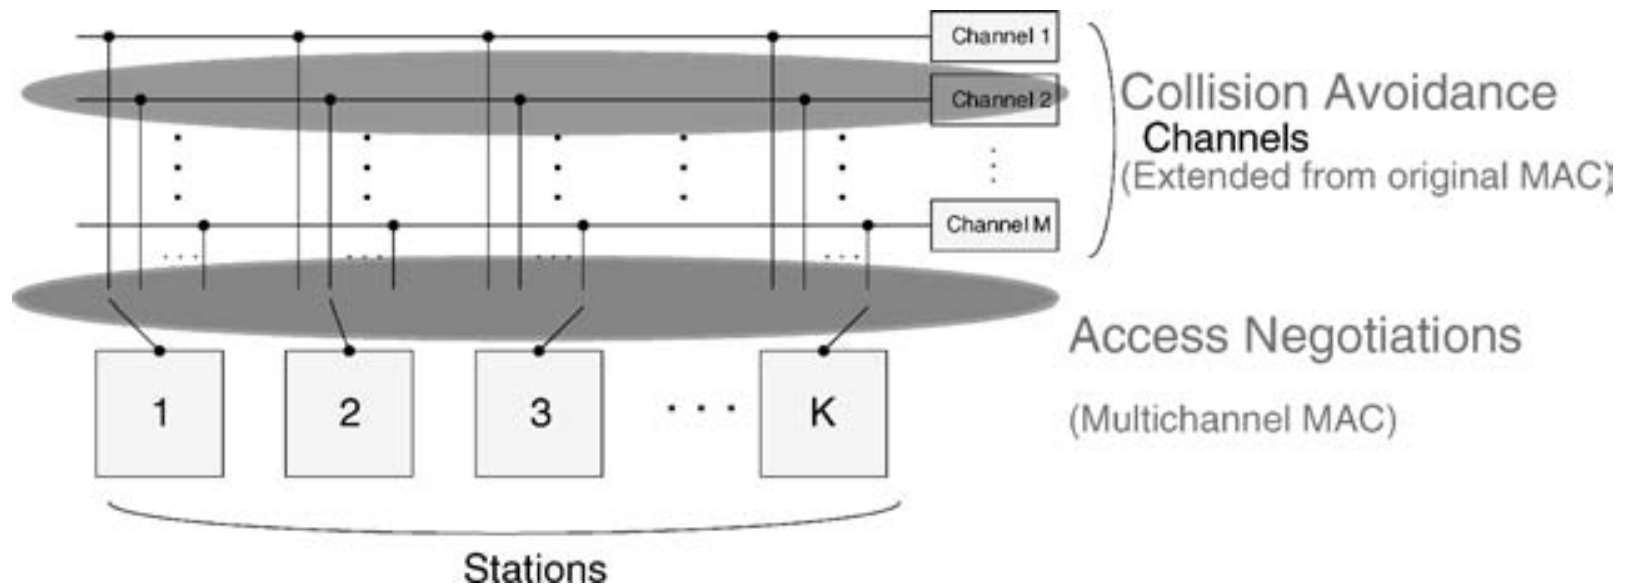 Channel 1
Channel 2
Channel M
Collision Avoidance
Channels
(Extended from original MAC)
Access Negotiations
(Multichannel MAC)
1 2 3 . . . K
Stations